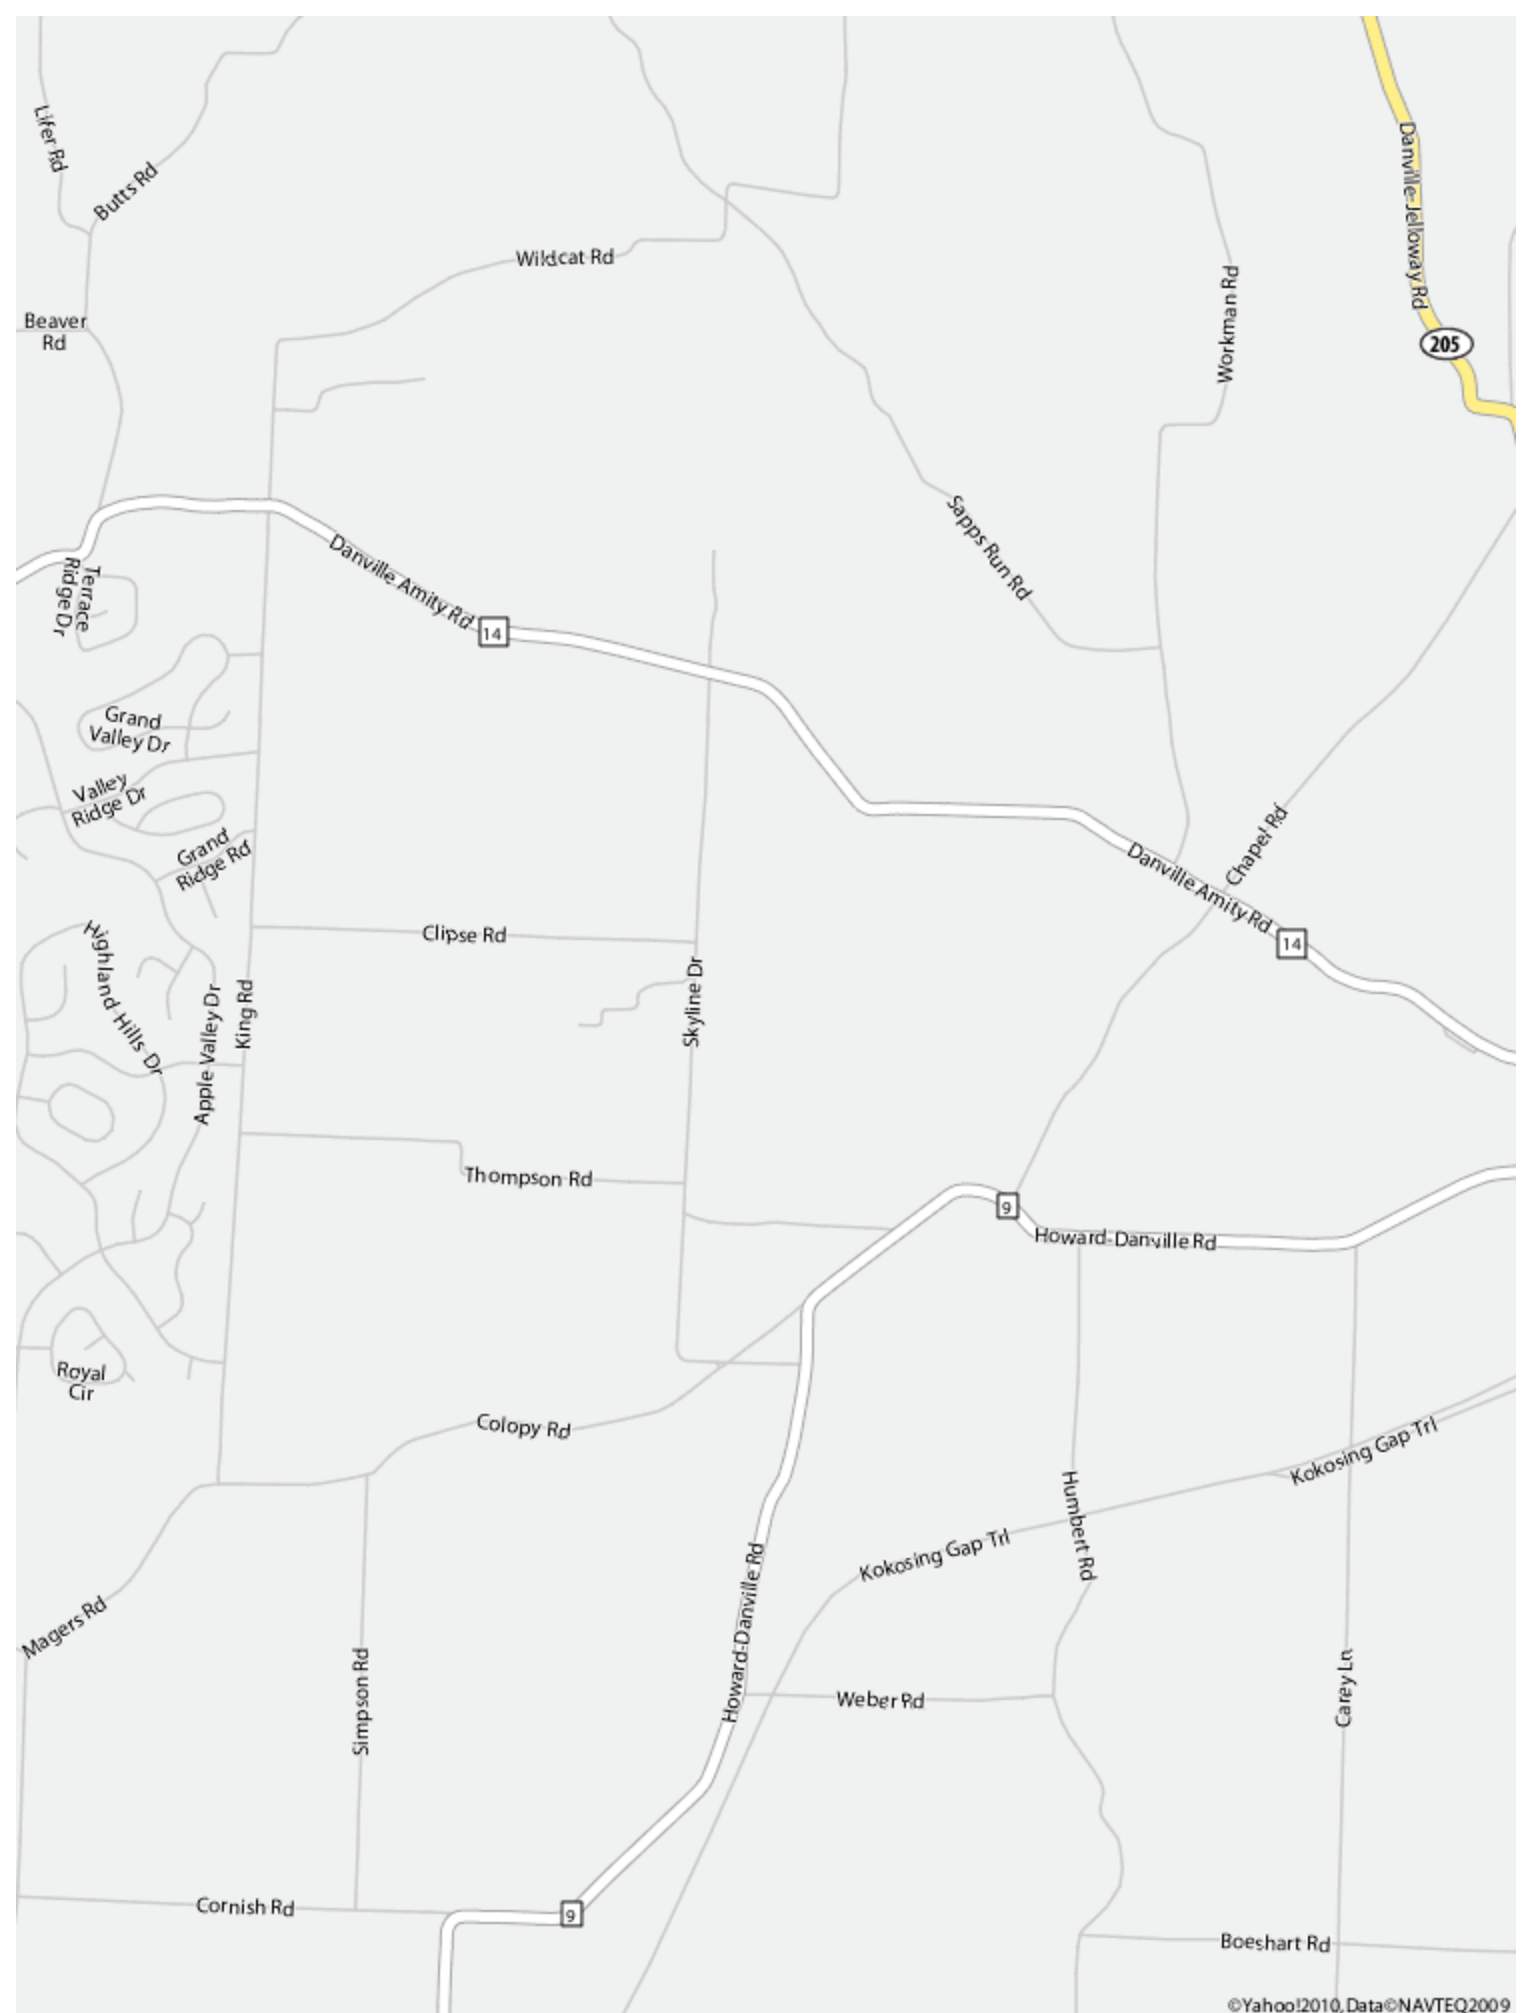 Lifer Rd
Butts Rd
Danville-Jelloway Rd
Wildcat Rd
Workman Rd
Beaver
Rd
205
Sapps Run Rd
Danville Amity Rd
14
Terrace
Ridge Dr
Grand
Valley Dr
Valley
Ridge Dr
Grand
Ridge Rd
Chapel Rd
Danville Amity Rd
14
Clipse Rd
Highland Hills Dr
Apple Valley Dr
King Rd
Skyline Dr
Thompson Rd
9
Howard-Danville Rd
Royal
Cir
Colopy Rd
Kokosing Gap Trl
Humbert Rd
Kokosing Gap Trl
Magers Rd
Simpson Rd
Howard-Danville Rd
Weber Rd
Carey Ln
Cornish Rd
9
Boeshart Rd
©Yahoo!2010, Data©NAVTEQ2009